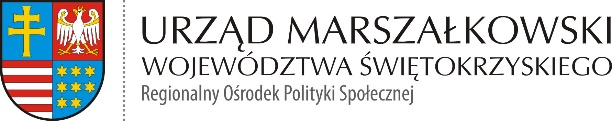 URZĄD MARSZAŁKOWSKI
WOJEWÓDZTWA ŚWIĘTOKRZYSKIEGO
Regionalny Ośrodek Polityki Społecznej